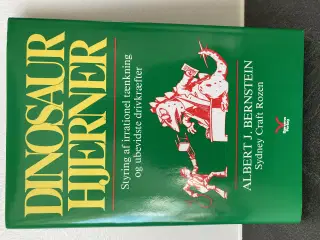 DINOSAUR
HJERNER
Styring af irrationel tænkning
og ubevidste drivkræfter
ALBERT J. BERNSTEIN
Sydney Craft Rozen